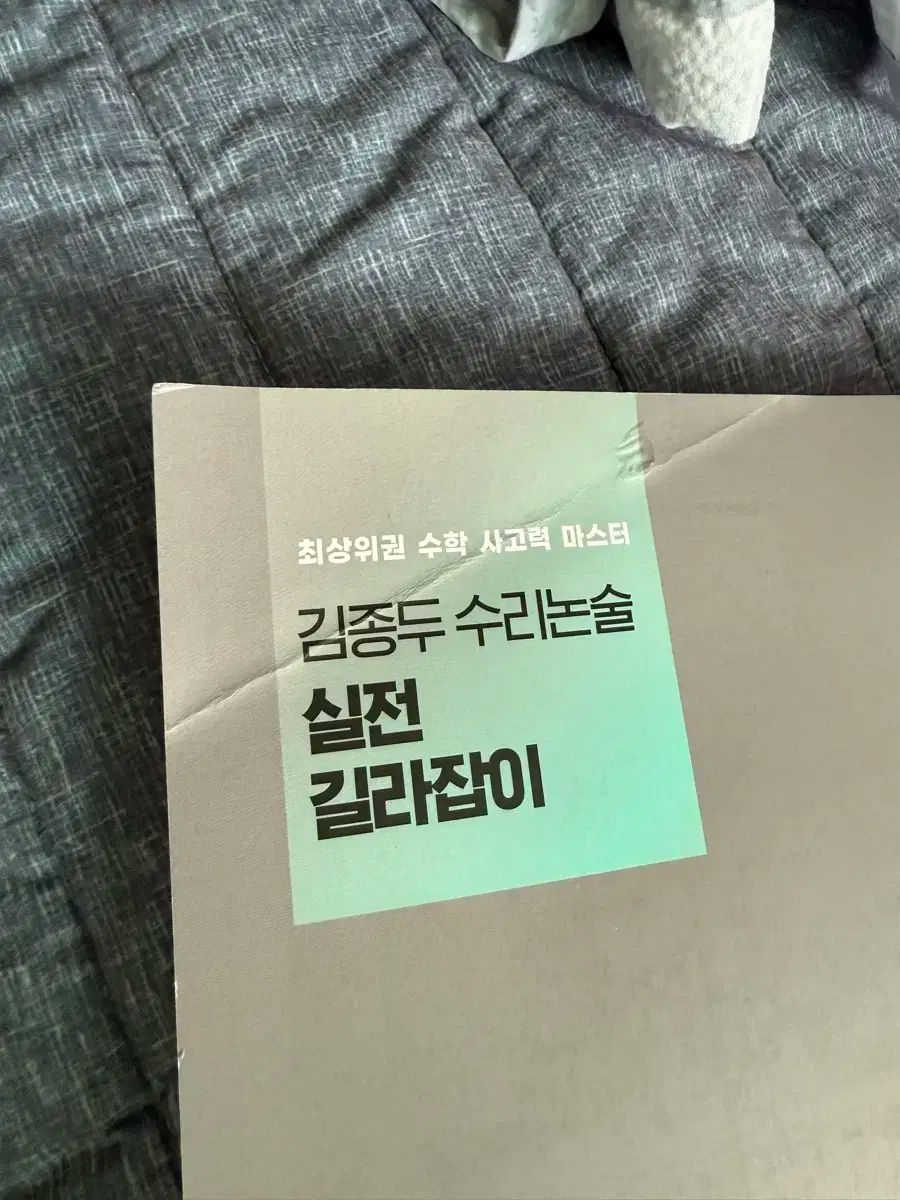 최상위권 수학 사고력 마스터
김종두 수리논술
실전
길라잡이